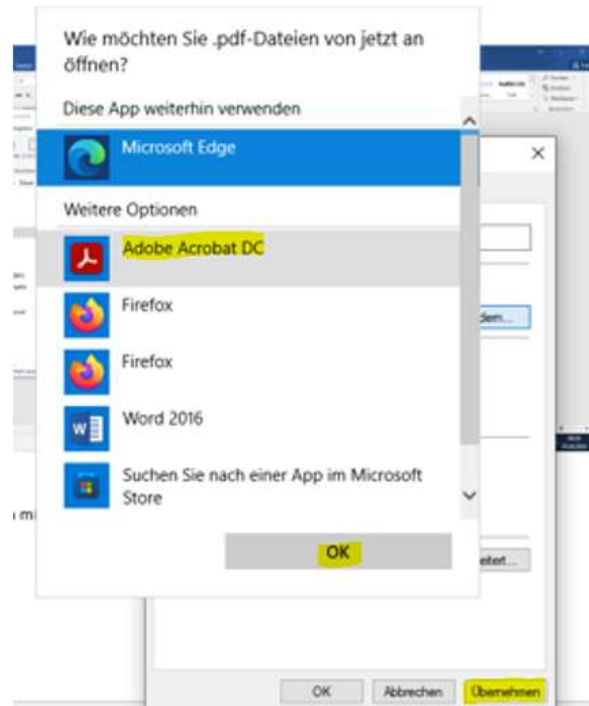 Wie möchten Sie .pdf-Dateien von jetzt an
öffnen?
Diese App weiterhin verwenden
Microsoft Edge
Weitere Optionen
Adobe Acrobat DC
Firefox
Firefox
Word 2016
Suchen Sie nach einer App im Microsoft
Store
OK
OK
Abbrechen
Übernehmen